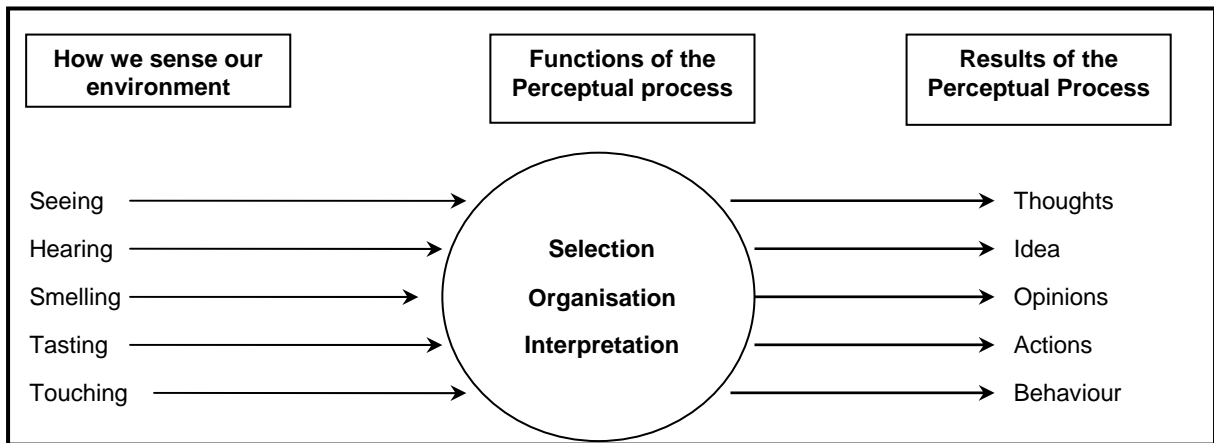 How we sense our
environment
Functions of the
Perceptual process
Results of the
Perceptual Process
Seeing
Hearing
Smelling
Tasting
Touching
Selection
Organisation
Interpretation
Thoughts
Idea
Opinions
Actions
Behaviour